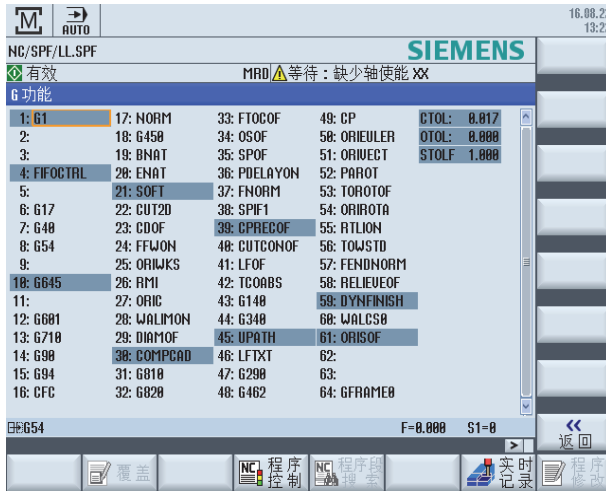 M AUTO 16.08.2
13:2
NC/SPF/LL.SPF SIEMENS
有效 MRD 等待：缺少轴使能 XX
G 功能
1: G1 17: NORM 33: FTOCOF 49: CP CTOL: 0.017
2: 18: G450 34: OSOF 50: ORIEULER OTOL: 0.000
3: 19: BNAT 35: SPOF 51: ORIVECT STOLF 1.000
4: FIFOCTRL 20: ENAT 36: PDELAYON 52: PAROT
5: 21: SOFT 37: FNORM 53: TOROTOF
6: G17 22: CUT2D 38: SPIF1 54: ORIROTA
7: G40 23: CDOF 39: CPRECOF 55: RTLION
8: G54 24: FFWON 40: CUTCONOF 56: TOWSTD
9: 25: ORIWKS 41: LFOF 57: FENDNORM
10: G645 26: RMI 42: TCOABS 58: RELIEVEOF
11: 27: ORIC 43: G140 59: DYNFINISH
12: G601 28: WALIMON 44: G340 60: WALCS0
13: G710 29: DIAMOF 45: UPATH 61: ORISOF
14: G90 30: COMPCAD 46: LFTXT 62:
15: G94 31: G810 47: G290 63:
16: CFC 32: G820 48: G462 64: GFRAME0
G54 F=0.000 S1=0
返回
覆盖 NC 程序控制 NC 程序段搜索 实时记录 程序修改